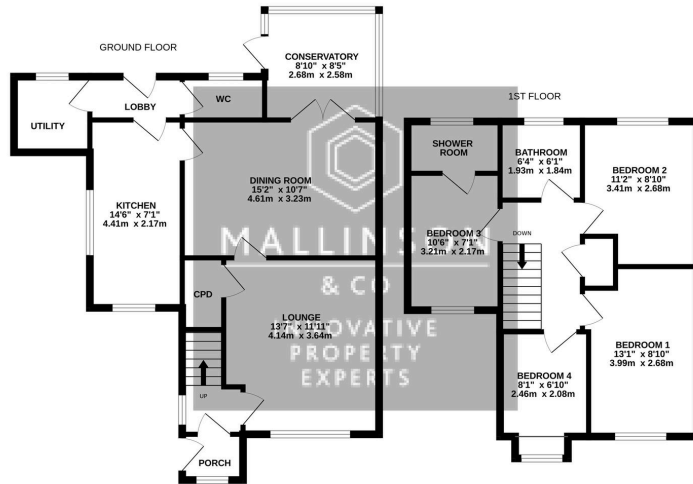 GROUND FLOOR
CONSERVATORY
8'10" x 8'5"
2.68m x 2.58m
LOBBY
WC
UTILITY
KITCHEN
14'6" x 7'1"
4.41m x 2.17m
DINING ROOM
15'2" x 10'7"
4.61m x 3.23m
CPD
LOUNGE
13'7" x 11'11"
4.14m x 3.64m
UP
PORCH
1ST FLOOR
SHOWER
ROOM
BATHROOM
6'4" x 6'1"
1.93m x 1.84m
BEDROOM 2
11'2" x 8'10"
3.41m x 2.68m
BEDROOM 3
10'6" x 7'1"
3.21m x 2.17m
DOWN
BEDROOM 1
13'1" x 8'10"
3.99m x 2.68m
BEDROOM 4
8'1" x 6'10"
2.46m x 2.08m
MALLINSON
& CO
INNOVATIVE
PROPERTY
EXPERTS